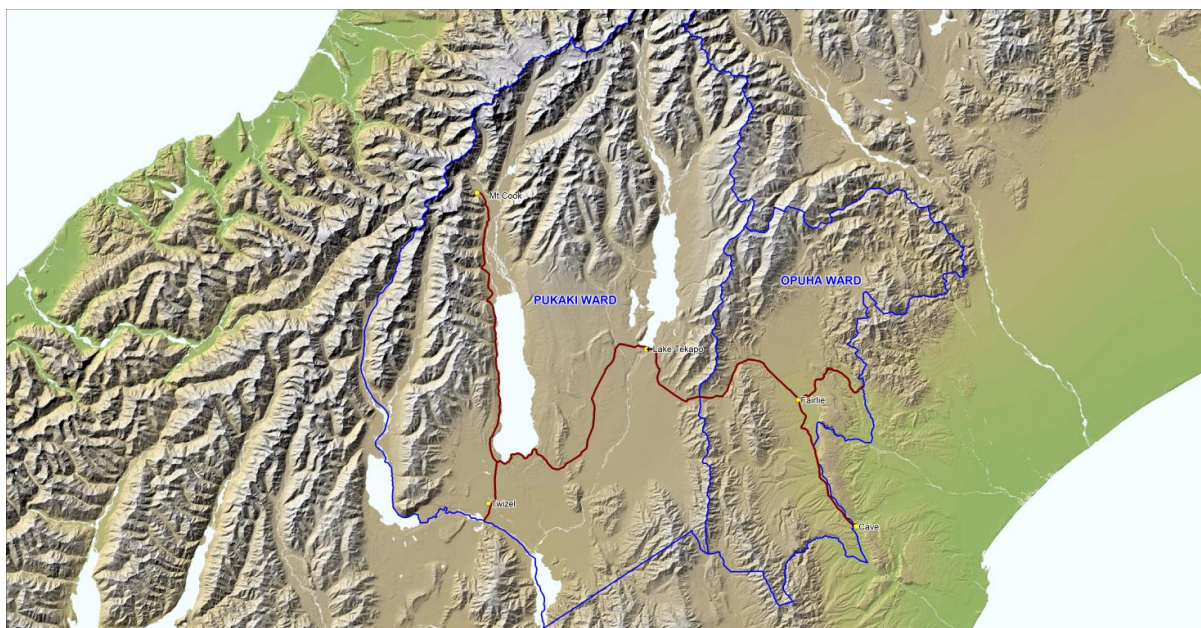 Mt Cook
OPUHA WARD
PUKAKI WARD
Lake Tekapo
Fairlie
Twizel
Cave